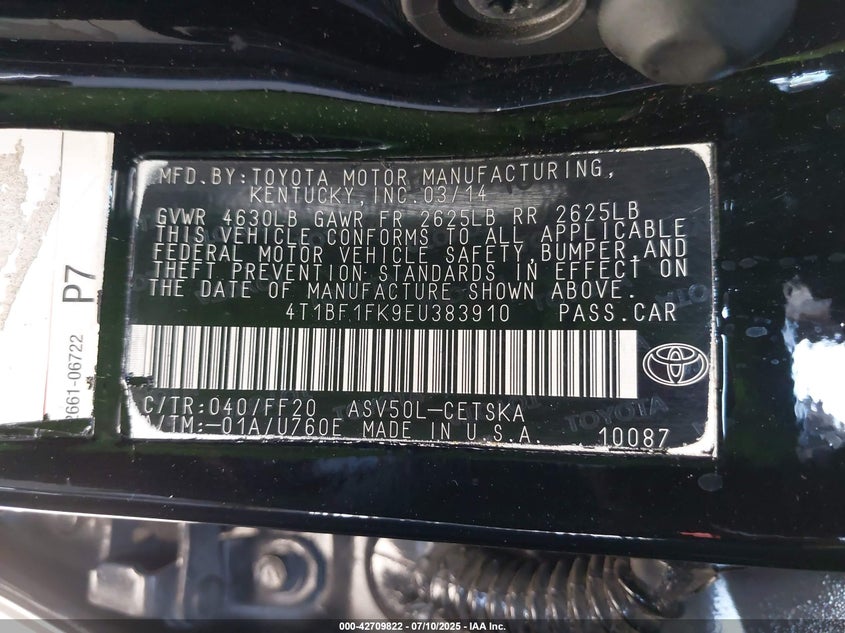 MFD.BY:TOYOTA MOTOR MANUFACTURING,
KENTUCKY,INC.03/14
GVWR 4630LB GAWR FR 2625LB RR 2625LB
THIS VEHICLE CONFORMS TO ALL APPLICABLE
FEDERAL MOTOR VEHICLE SAFETY,BUMPER,AND
THEFT PREVENTION STANDARDS IN EFFECT ON
THE DATE OF MANUFACTURE SHOWN ABOVE.
4T1BF1FK9EU383910 PASS.CAR
C/TR:040/FF20 ASV50L-CETSKA
/TM:-01A/U760E MADE IN U.S.A. 10087
TOYOTA
P7
2661-06722
000-42709822 - 07/10/2025 - IAA Inc.